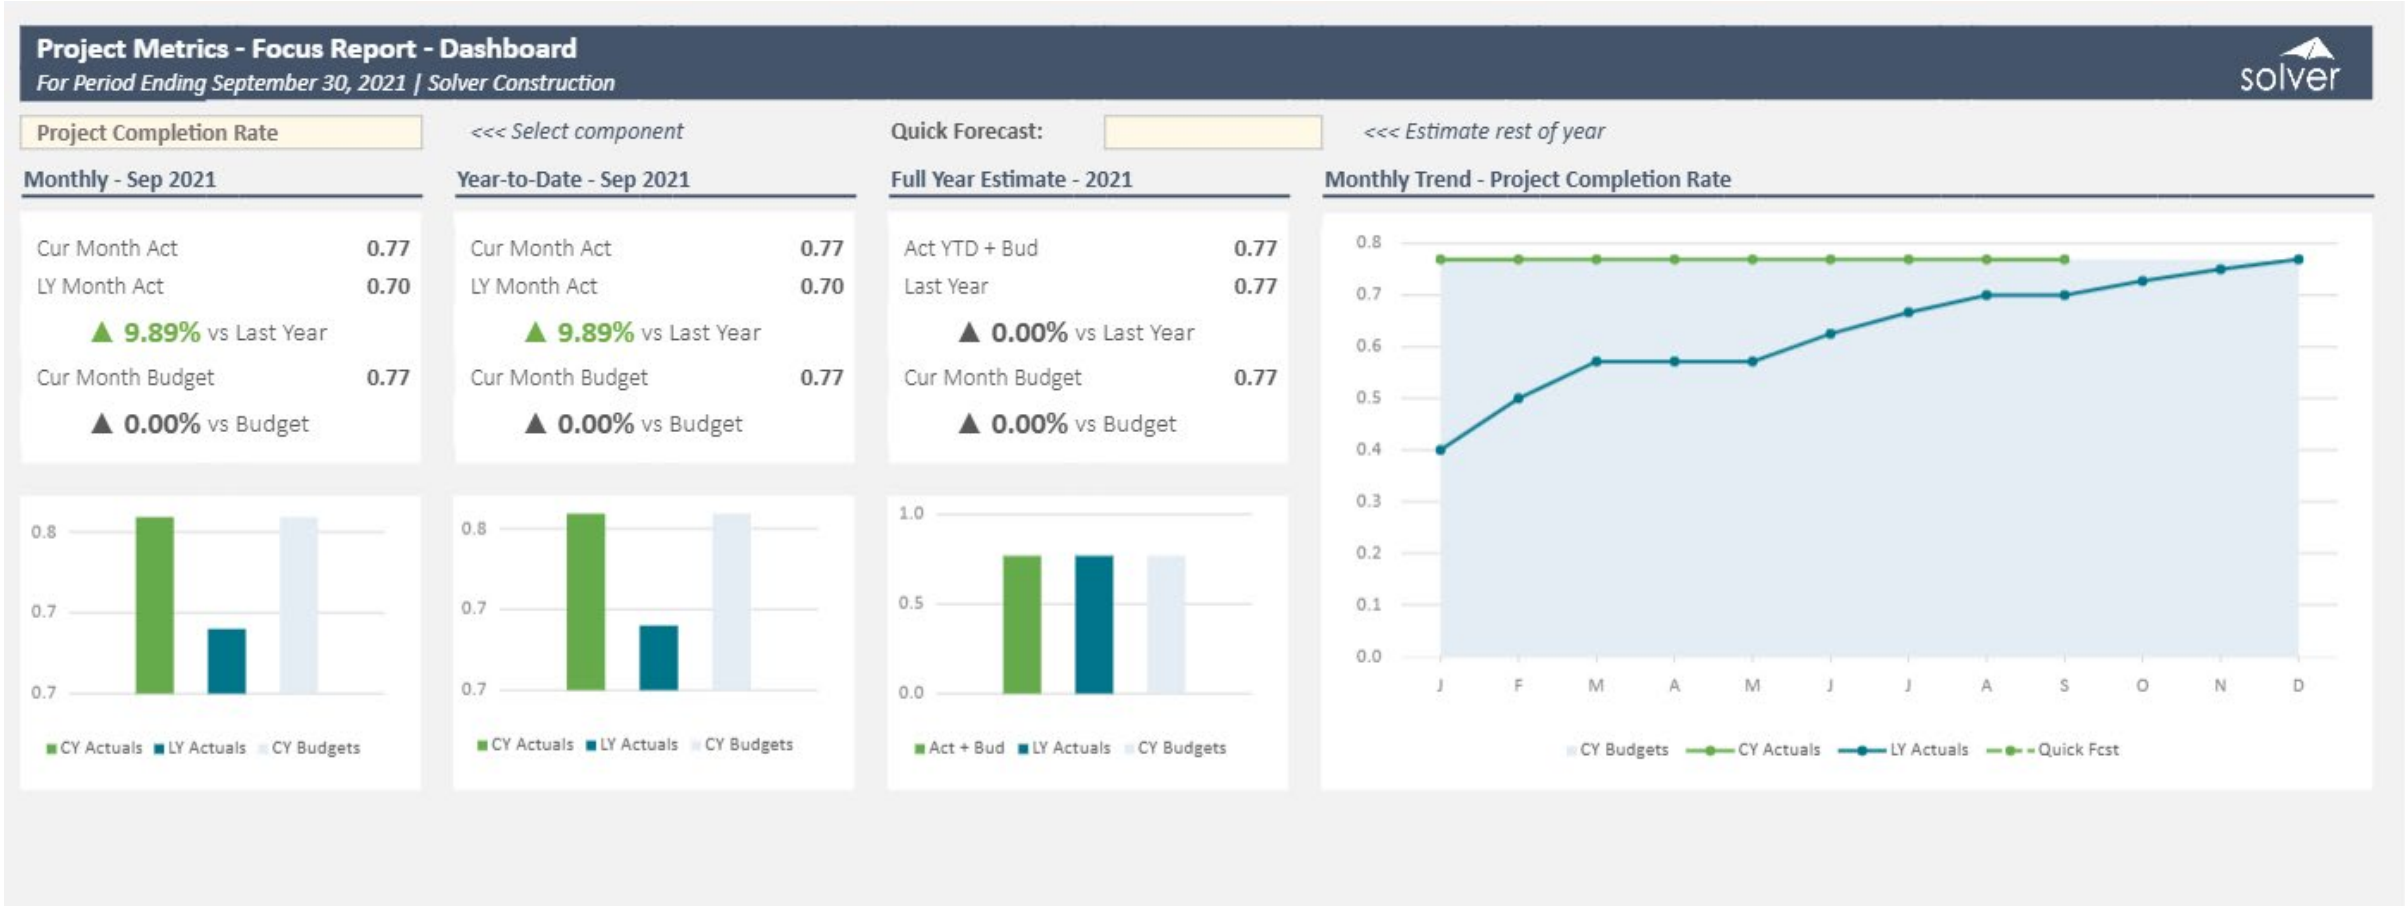 Project Metrics - Focus Report - Dashboard
For Period Ending September 30, 2021 | Solver Construction
solver
Project Completion Rate
<<< Select component
Quick Forecast:
<<< Estimate rest of year
Monthly - Sep 2021
Cur Month Act 0.77
LY Month Act 0.70
▲ 9.89% vs Last Year
Cur Month Budget 0.77
▲ 0.00% vs Budget
0.8
0.7
0.7
CY Actuals LY Actuals CY Budgets
Year-to-Date - Sep 2021
Cur Month Act 0.77
LY Month Act 0.70
▲ 9.89% vs Last Year
Cur Month Budget 0.77
▲ 0.00% vs Budget
0.8
0.7
0.7
CY Actuals LY Actuals CY Budgets
Full Year Estimate - 2021
Act YTD + Bud 0.77
Last Year 0.77
▲ 0.00% vs Last Year
Cur Month Budget 0.77
▲ 0.00% vs Budget
1.0
0.5
0.0
Act + Bud LY Actuals CY Budgets
Monthly Trend - Project Completion Rate
0.8
0.7
0.6
0.5
0.4
0.3
0.2
0.1
0.0
J F M A M J J A S O N D
CY Budgets CY Actuals LY Actuals Quick Fcst